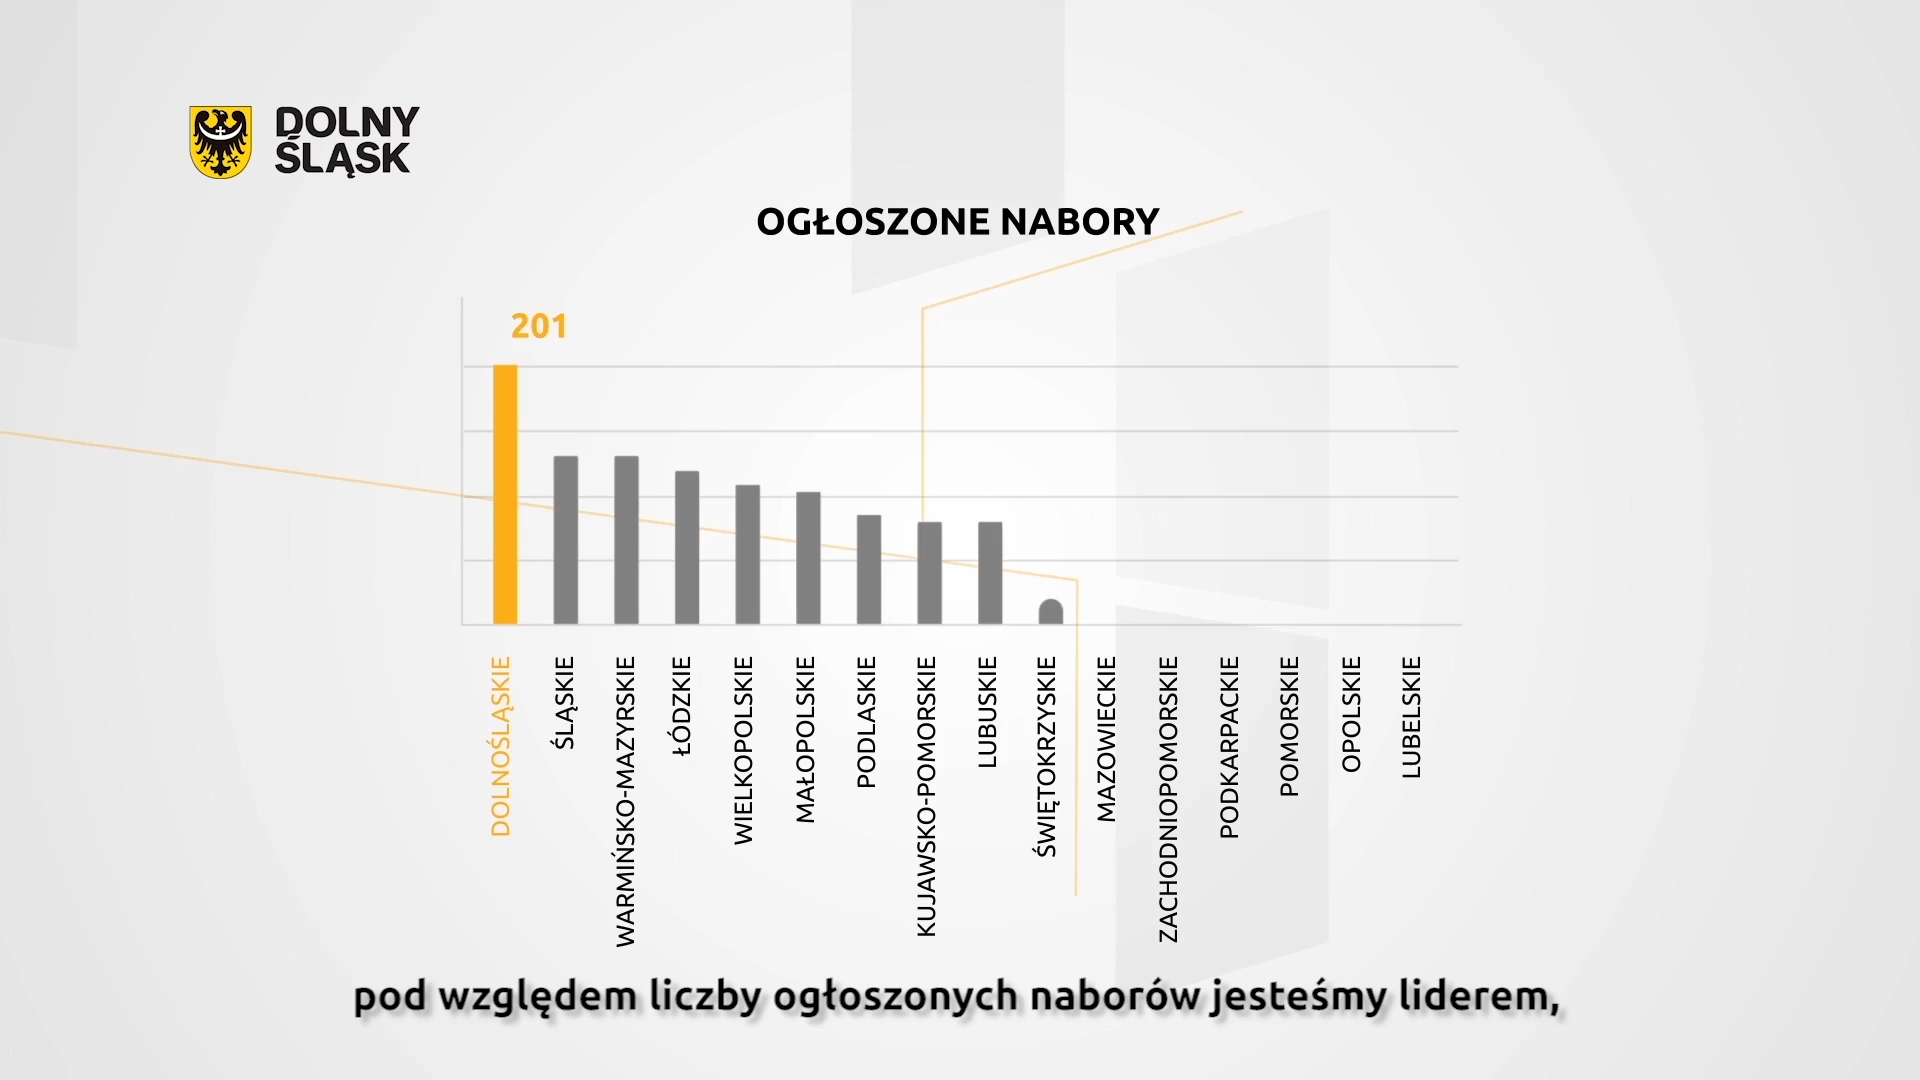 DOLNY
ŚLĄSK
OGŁOSZONE NABORY
201
DOLNOŚLĄSKIE
ŚLĄSKIE
WARMIŃSKO-MAZYRSKIE
ŁÓDZKIE
WIELKOPOLSKIE
MAŁOPOLSKIE
PODLASKIE
KUJAWSKO-POMORSKIE
LUBUSKIE
ŚWIĘTOKRZYSKIE
MAZOWIECKIE
ZACHODNIOPOMORSKIE
PODKARPACKIE
POMORSKIE
OPOLSKIE
LUBELSKIE
pod względem liczby ogłoszonych naborów jesteśmy liderem,